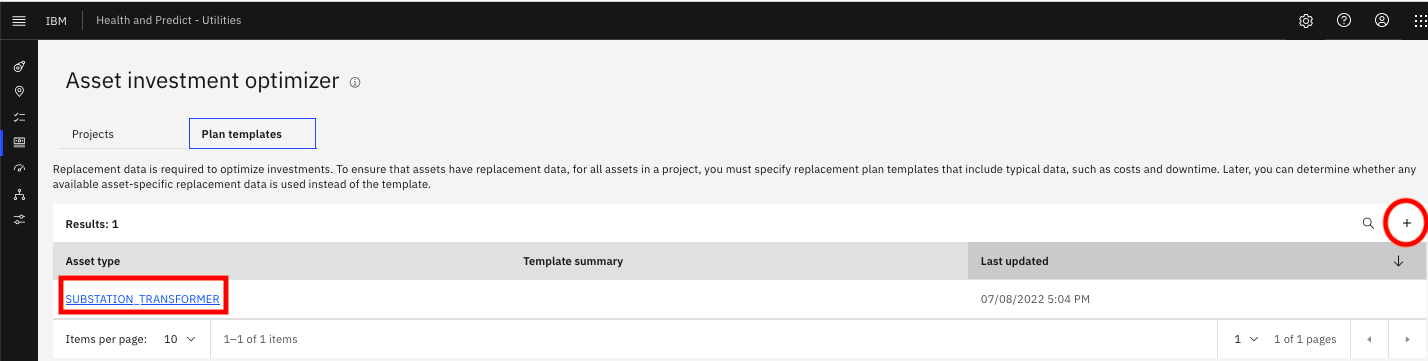 IBM Health and Predict - Utilities
Asset investment optimizer
Projects Plan templates
Replacement data is required to optimize investments. To ensure that assets have replacement data, for all assets in a project, you must specify replacement plan templates that include typical data, such as costs and downtime. Later, you can determine whether any
available asset-specific replacement data is used instead of the template.
Results: 1
Asset type Template summary Last updated
SUBSTATION_TRANSFORMER 07/08/2022 5:04 PM
Items per page: 10 1–1 of 1 items 1 1 of 1 pages